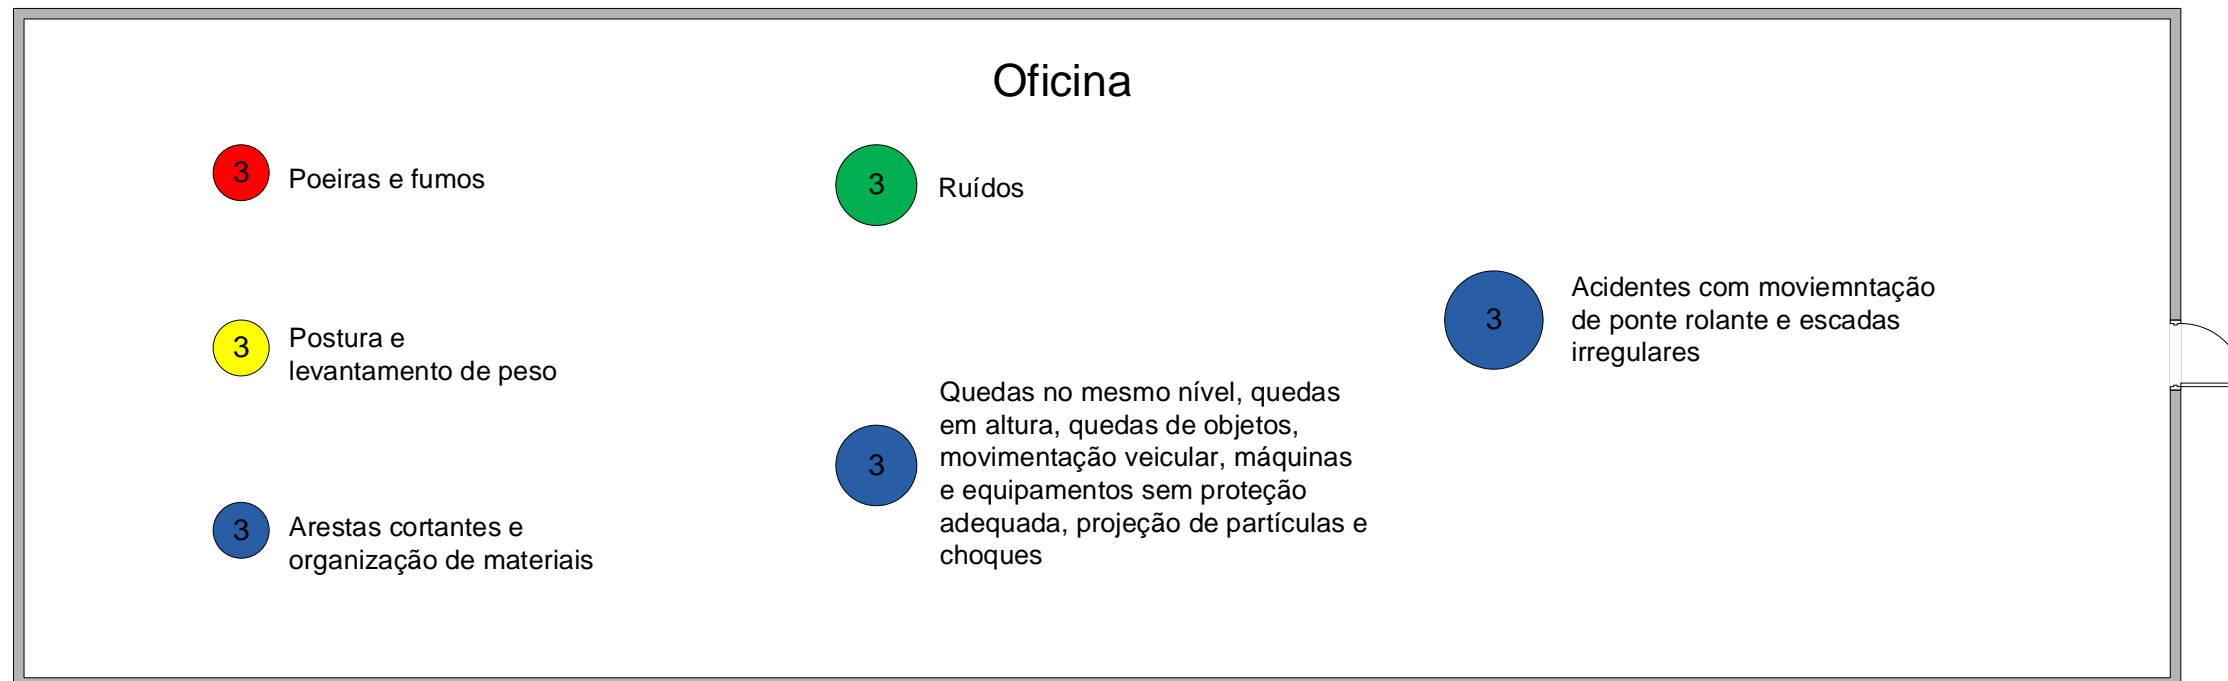 Oficina
3
Poeiras e fumos
3
Ruídos
3
Acidentes com moviemntação
de ponte rolante e escadas
irregulares
3
Postura e
levantamento de peso
3
Quedas no mesmo nível, quedas
em altura, quedas de objetos,
movimentação veicular, máquinas
e equipamentos sem proteção
adequada, projeção de partículas e
choques
3
Arestas cortantes e
organização de materiais